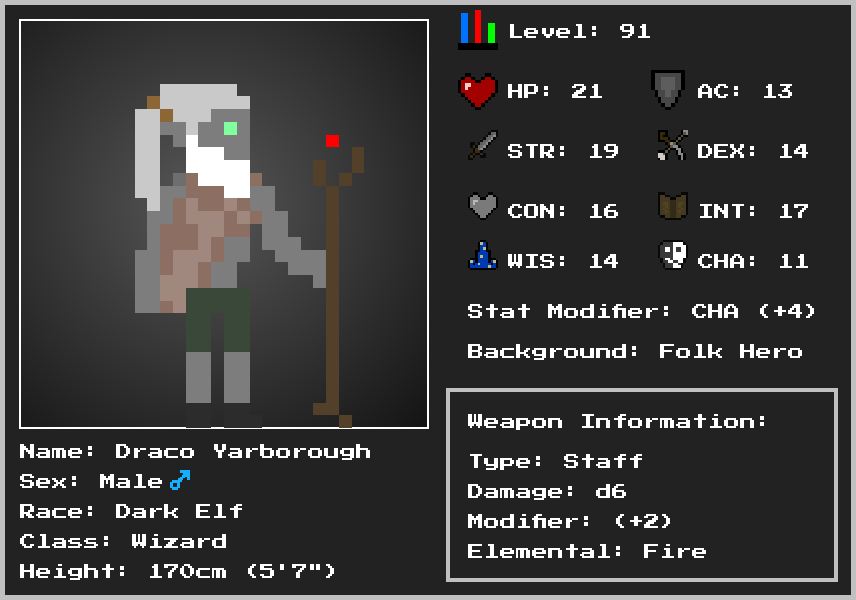 Level: 91
HP: 21 AC: 13
STR: 19 DEX: 14
CON: 16 INT: 17
WIS: 14 CHA: 11
Stat Modifier: CHA (+4)
Background: Folk Hero
Weapon Information:
Type: Staff
Damage: d6
Modifier: (+2)
Elemental: Fire
Name: Draco Yarborough
Sex: Male♂
Race: Dark Elf
Class: Wizard
Height: 170cm (5'7")